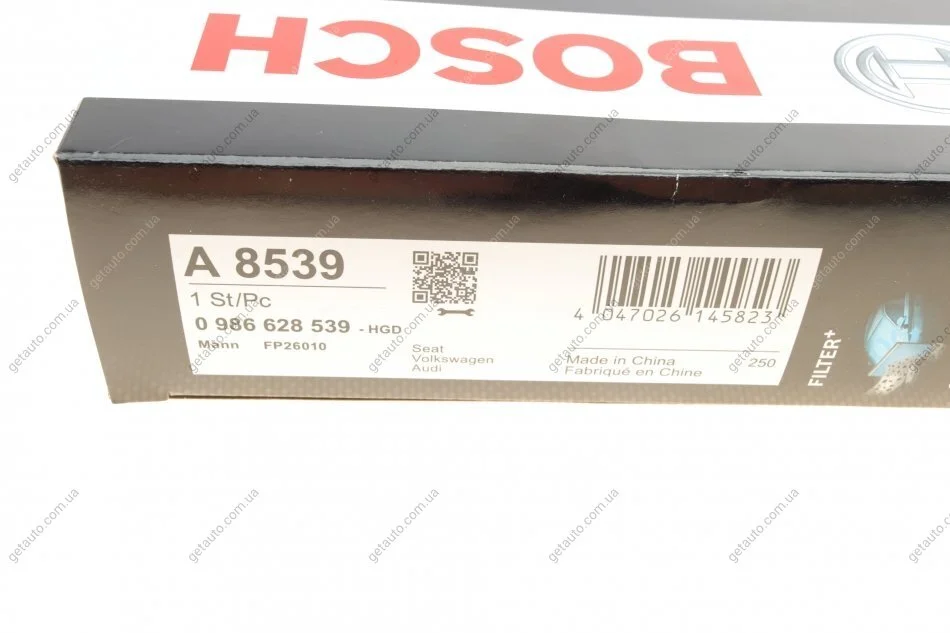 BOSCH
A 8539
1 St/Pc
0 986 628 539 - HGD
Mann FP26010
Seat
Volkswagen
Audi
4 047026 145823
Made in China
Fabriqué en Chine
250
FILTER+
getauto.com.ua